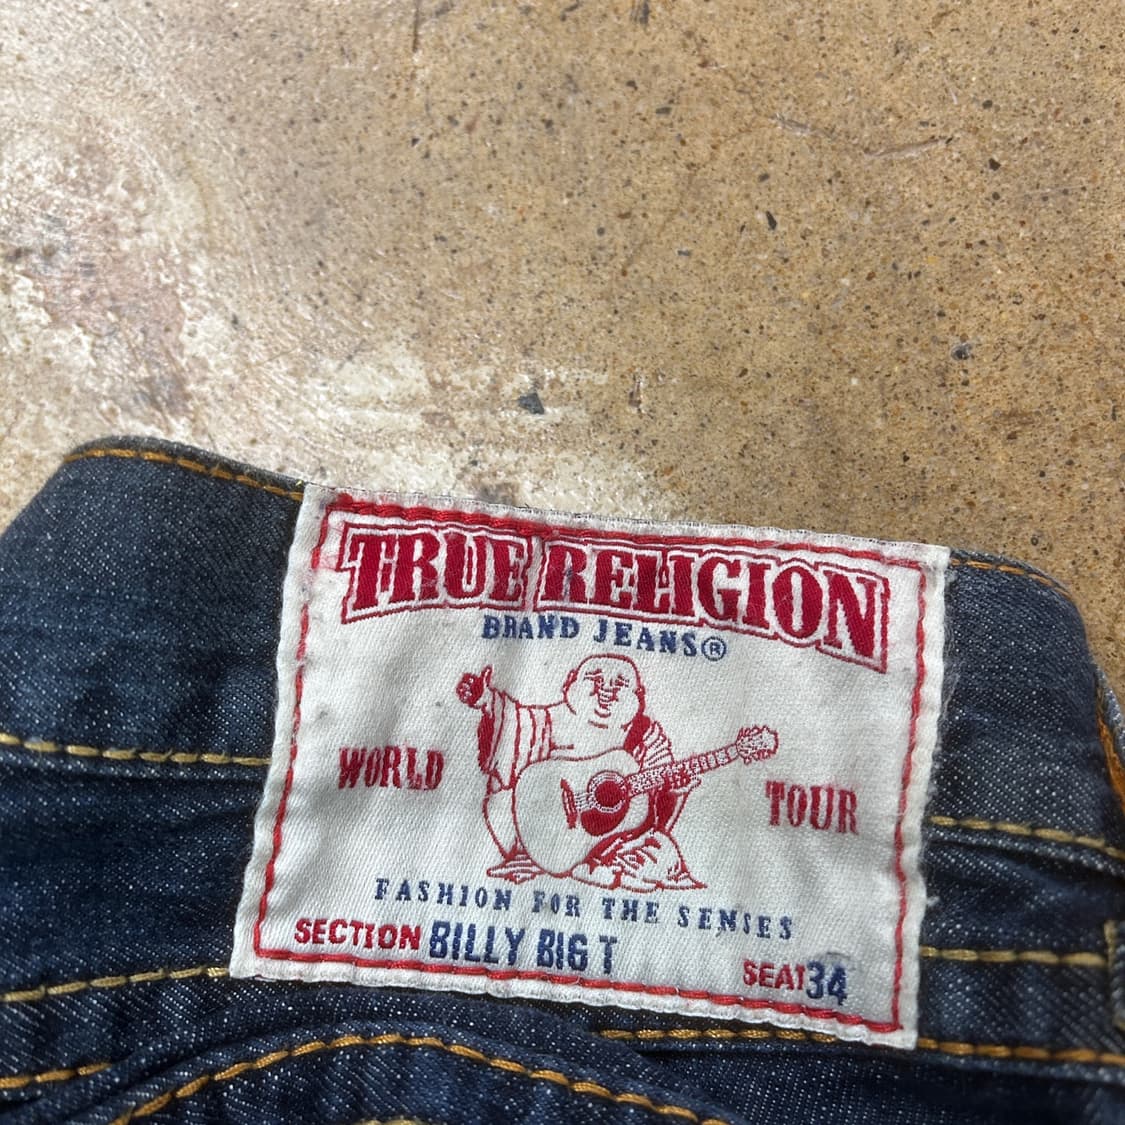 TRUE RELIGION
BRAND JEANS®
WORLD TOUR
FASHION FOR THE SENSES
SECTION BILLY BIG T SEAT 34